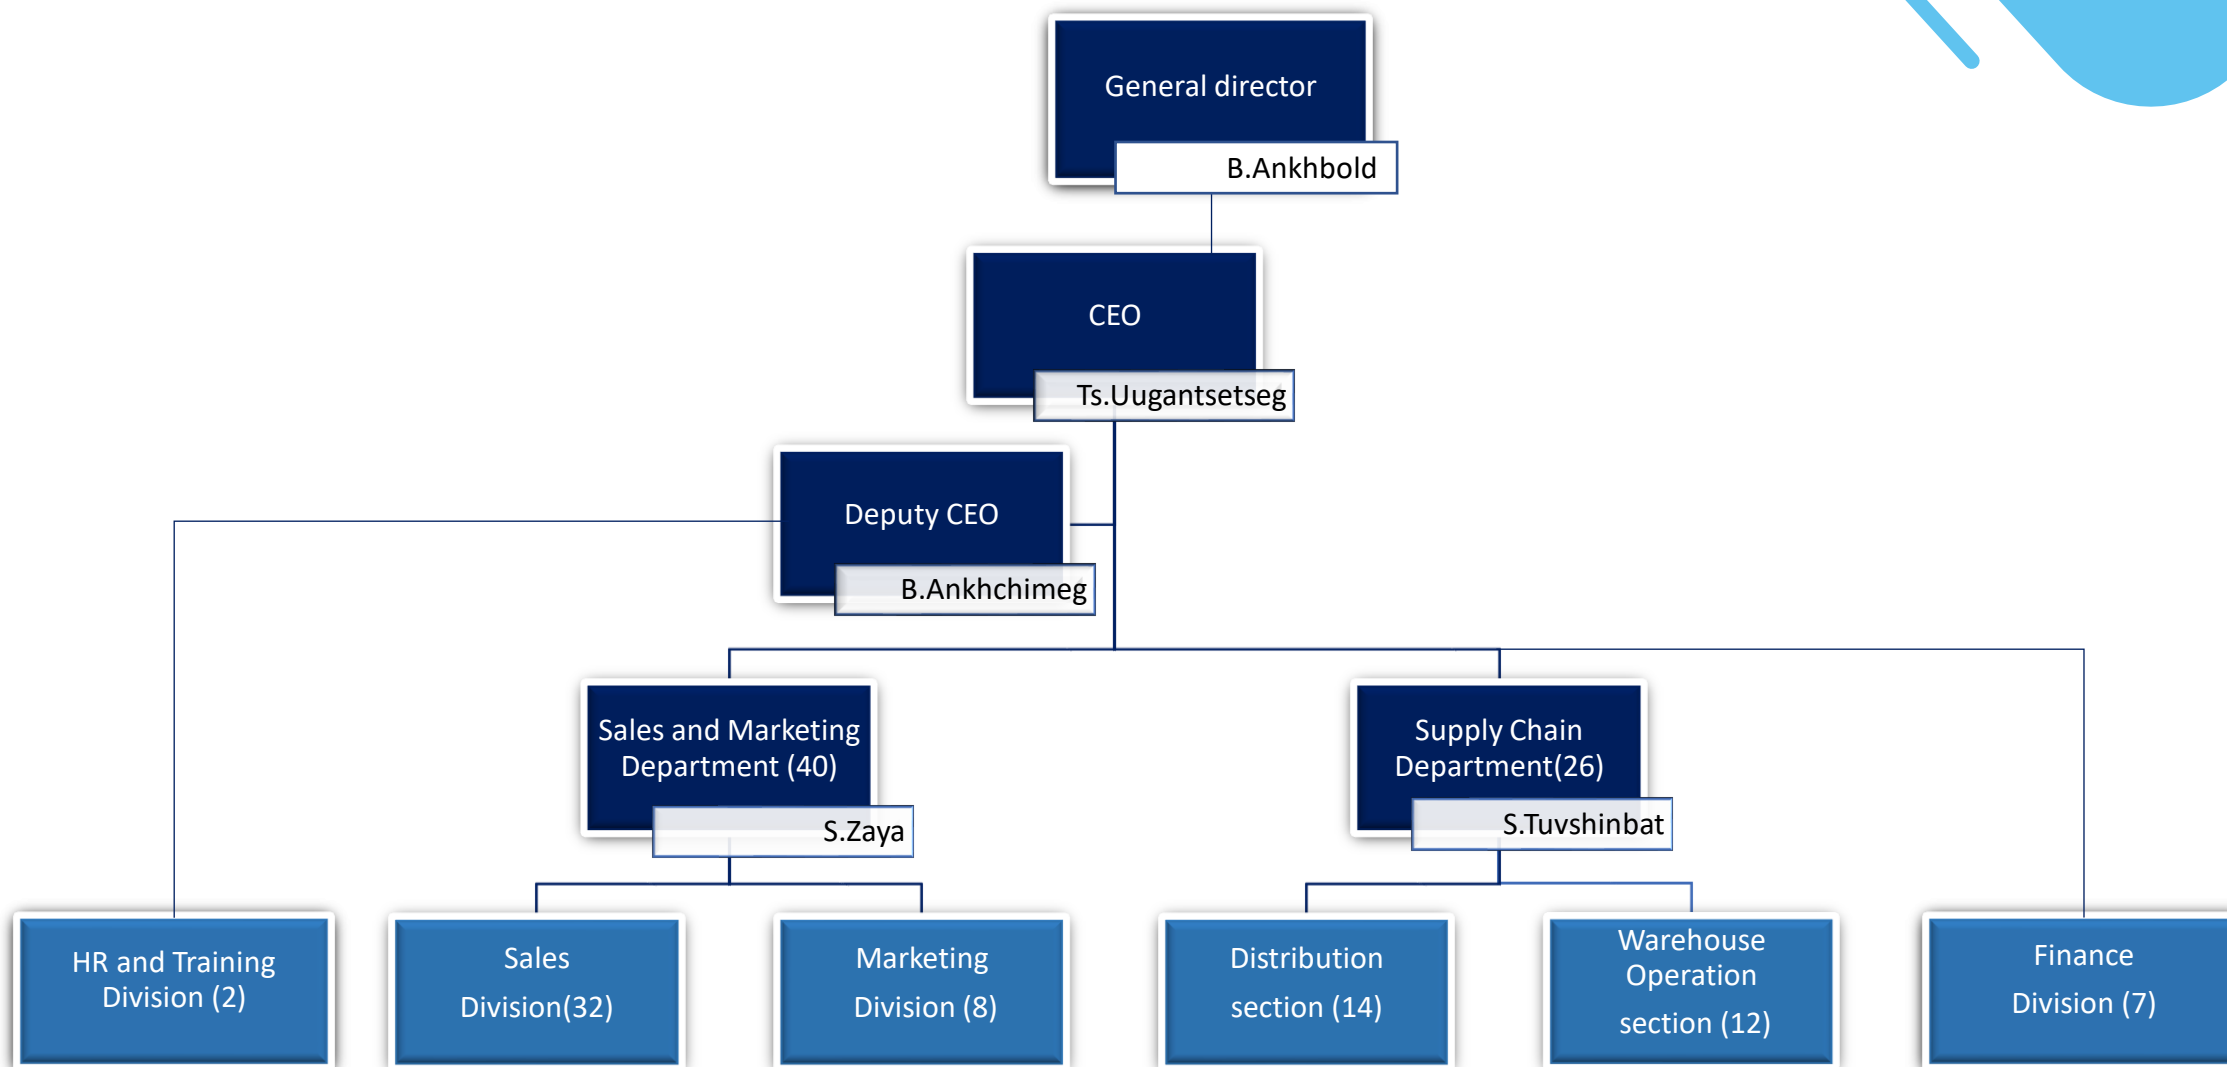 General director
B.Ankhbold
CEO
Ts.Uugantsetseg
Deputy CEO
B.Ankhchimeg
Sales and Marketing
Department (40)
S.Zaya
Supply Chain
Department(26)
S.Tuvshinbat
HR and Training
Division (2)
Sales
Division(32)
Marketing
Division (8)
Distribution
section (14)
Warehouse
Operation
section (12)
Finance
Division (7)